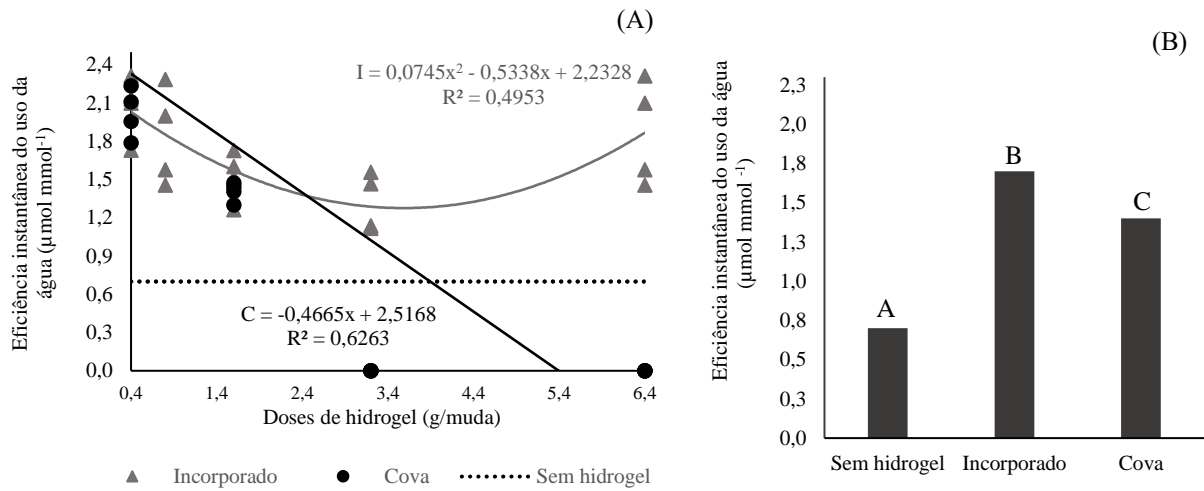 (A)
Eficiência instantânea do uso da
água (µmol mmol⁻¹)
2,4
2,1
1,8
1,5
1,2
0,9
0,6
0,3
0,0
I = 0,0745x² - 0,5338x + 2,2328
R² = 0,4953
C = -0,4665x + 2,5168
R² = 0,6263
0,4 1,4 2,4 3,4 4,4 5,4 6,4
Doses de hidrogel (g/muda)
Incorporado Cova Sem hidrogel
(B)
Eficiência instantânea do uso da água
(µmol mmol ⁻¹)
2,3
2,0
1,8
1,5
1,3
1,0
0,8
0,5
0,3
0,0
A
B
C
Sem hidrogel Incorporado Cova